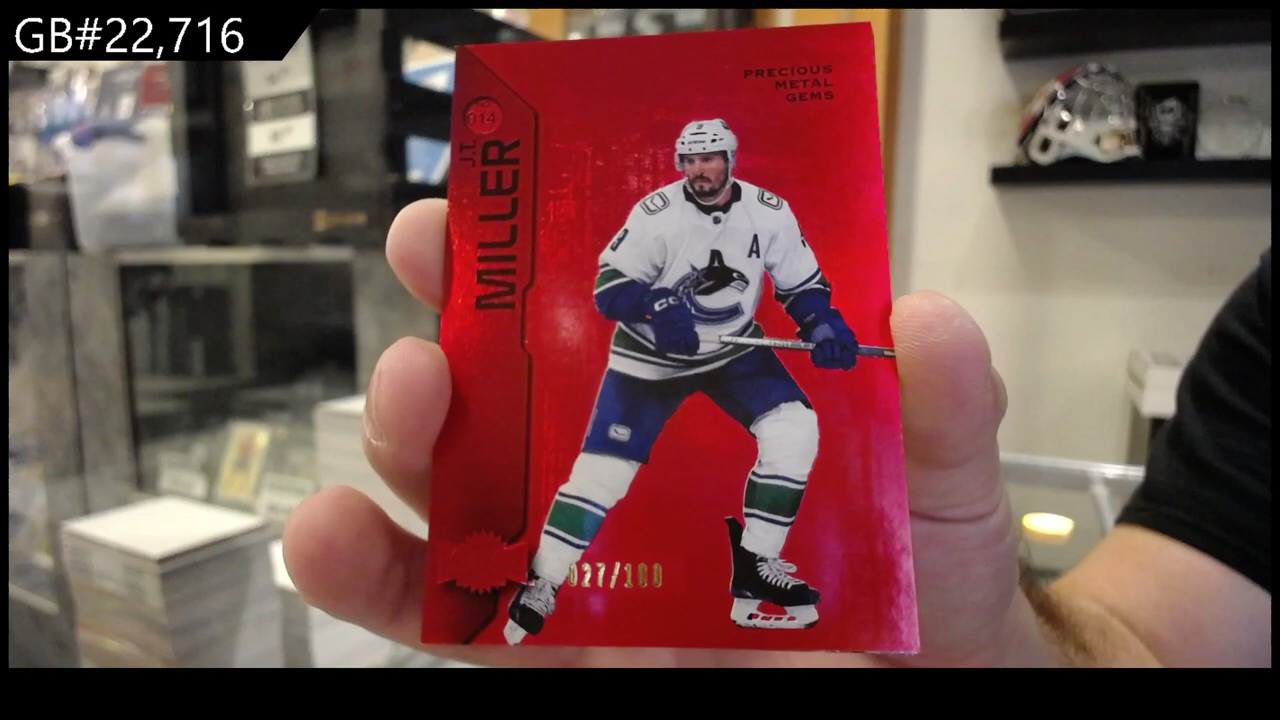 GB#22,716
PRECIOUS
METAL
GEMS
J.T.
MILLER
A
027/100